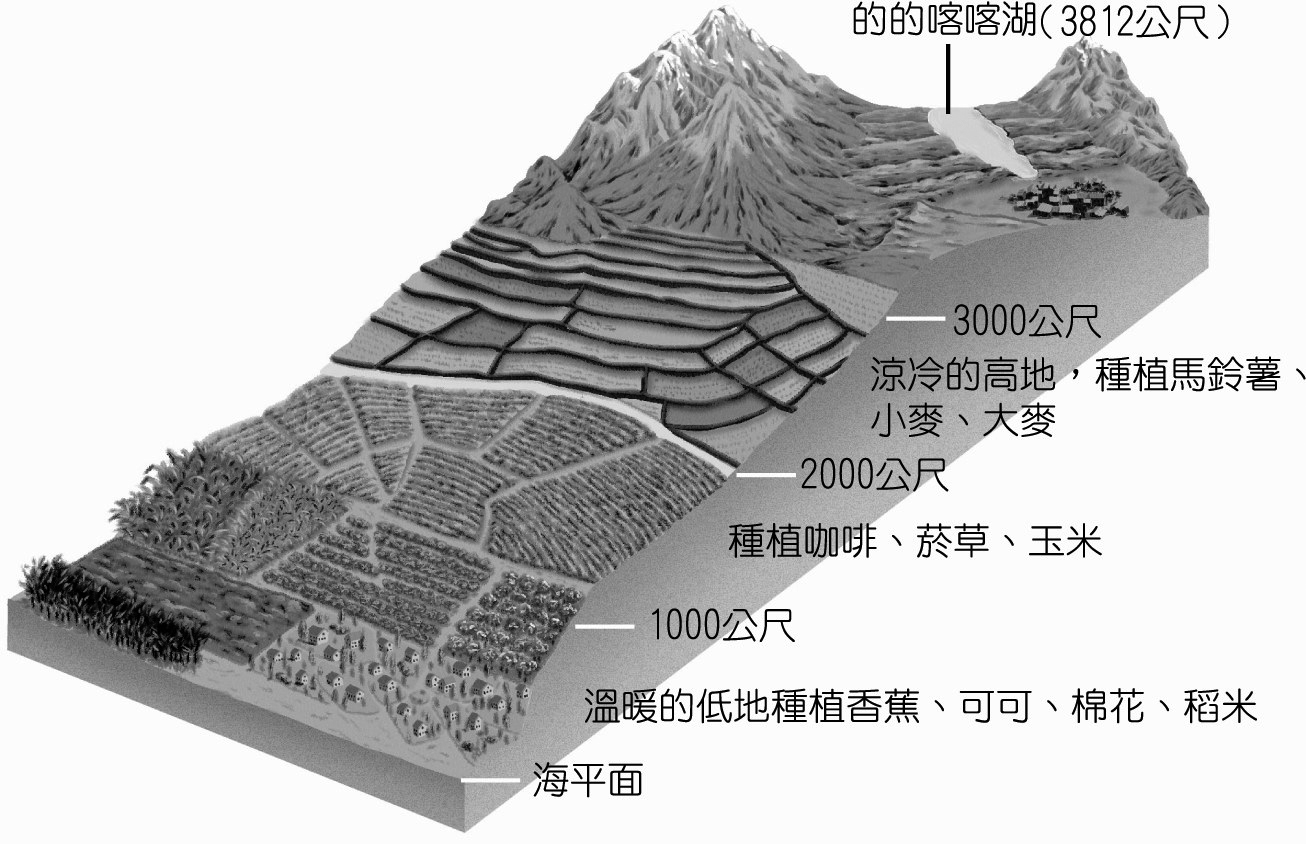 的的喀喀湖(3812公尺)
3000公尺
涼冷的高地，種植馬鈴薯、
小麥、大麥
2000公尺
種植咖啡、菸草、玉米
1000公尺
溫暖的低地種植香蕉、可可、棉花、稻米
海平面